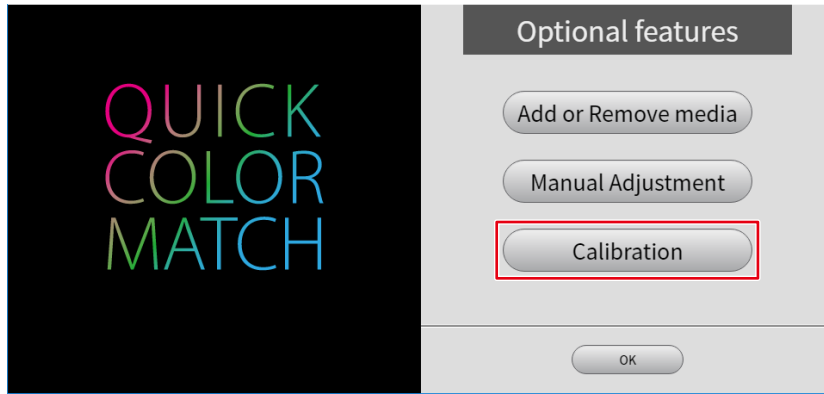 QUICK
COLOR
MATCH
Optional features
Add or Remove media
Manual Adjustment
Calibration
OK